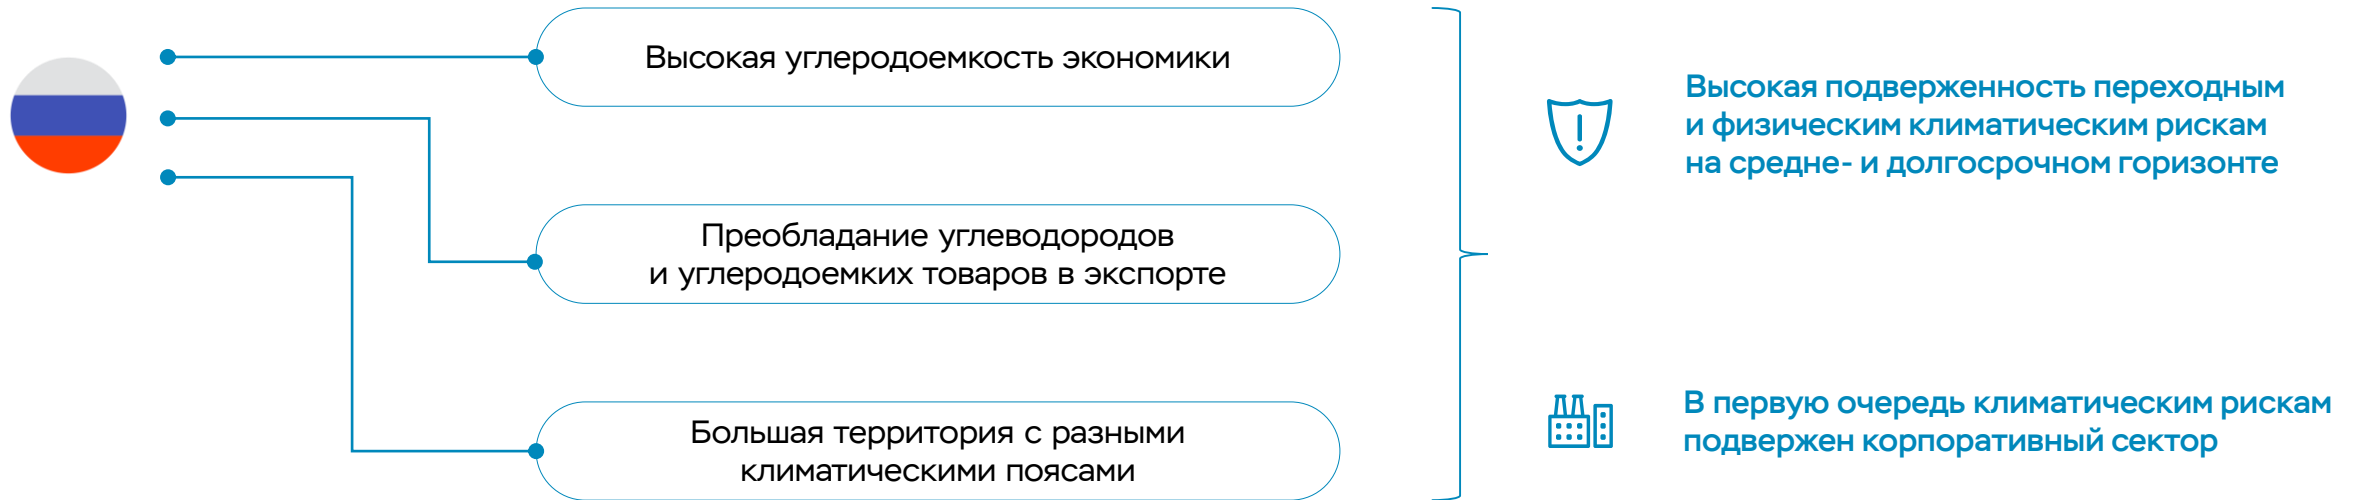 Высокая углеродоемкость экономики
Преобладание углеводородов
и углеродоемких товаров в экспорте
Большая территория с разными
климатическими поясами
Высокая подверженность переходным
и физическим климатическим рискам
на средне- и долгосрочном горизонте
В первую очередь климатическим рискам
подвержен корпоративный сектор